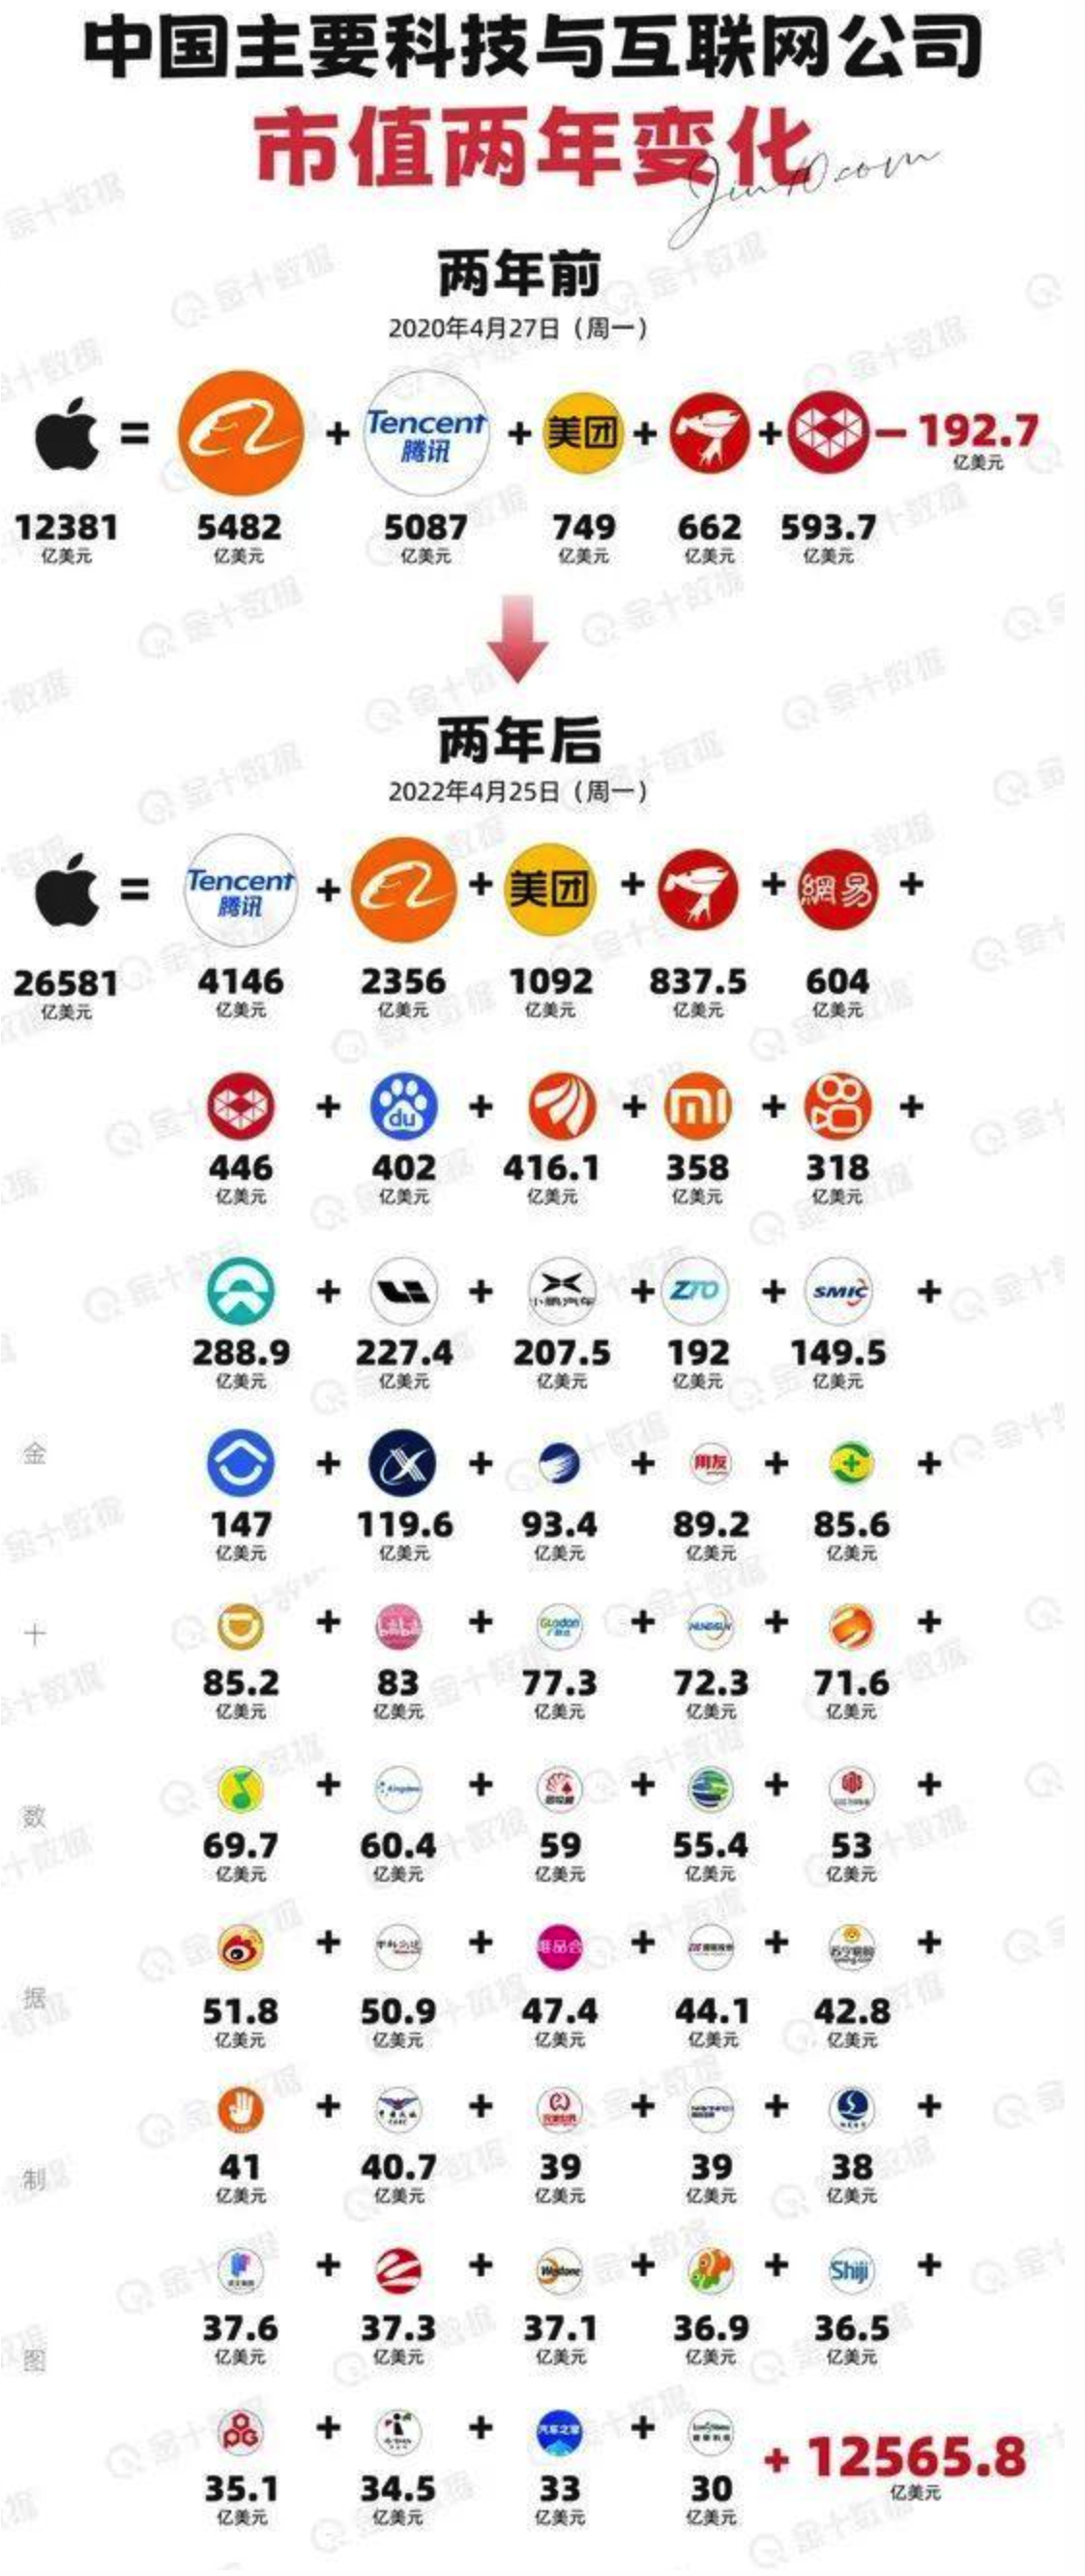 中国主要科技与互联网公司
市值两年变化
Jin10.com
两年前
2020年4月27日（周一）
= + Tencent 腾讯 + 美团 + + − 192.7
亿美元
12381 5482 5087 749 662 593.7
亿美元 亿美元 亿美元 亿美元 亿美元 亿美元
两年后
2022年4月25日（周一）
= Tencent 腾讯 + + 美团 + + 網易 +
26581 4146 2356 1092 837.5 604
亿美元 亿美元 亿美元 亿美元 亿美元 亿美元
+ du + + mi + +
446 402 416.1 358 318
亿美元 亿美元 亿美元 亿美元 亿美元
+ + 小鹏汽车 + ZTO + SMIC +
288.9 227.4 207.5 192 149.5
亿美元 亿美元 亿美元 亿美元 亿美元
金
+ + + 用友 + +
147 119.6 93.4 89.2 85.6
亿美元 亿美元 亿美元 亿美元 亿美元
十
+ + Glodon 广联达 + + +
85.2 83 77.3 72.3 71.6
亿美元 亿美元 亿美元 亿美元 亿美元
数
+ Kingdee + + + +
69.7 60.4 59 55.4 53
亿美元 亿美元 亿美元 亿美元 亿美元
据
+ + 唯品会 + + 苏宁易购 +
51.8 50.9 47.4 44.1 42.8
亿美元 亿美元 亿美元 亿美元 亿美元
制
+ + 完美世界 + + +
41 40.7 39 39 38
亿美元 亿美元 亿美元 亿美元 亿美元
图
+ + + + Shiji +
37.6 37.3 37.1 36.9 36.5
亿美元 亿美元 亿美元 亿美元 亿美元
+ + 汽车之家 + + 12565.8
亿美元
35.1 34.5 33 30
亿美元 亿美元 亿美元 亿美元
金十数据